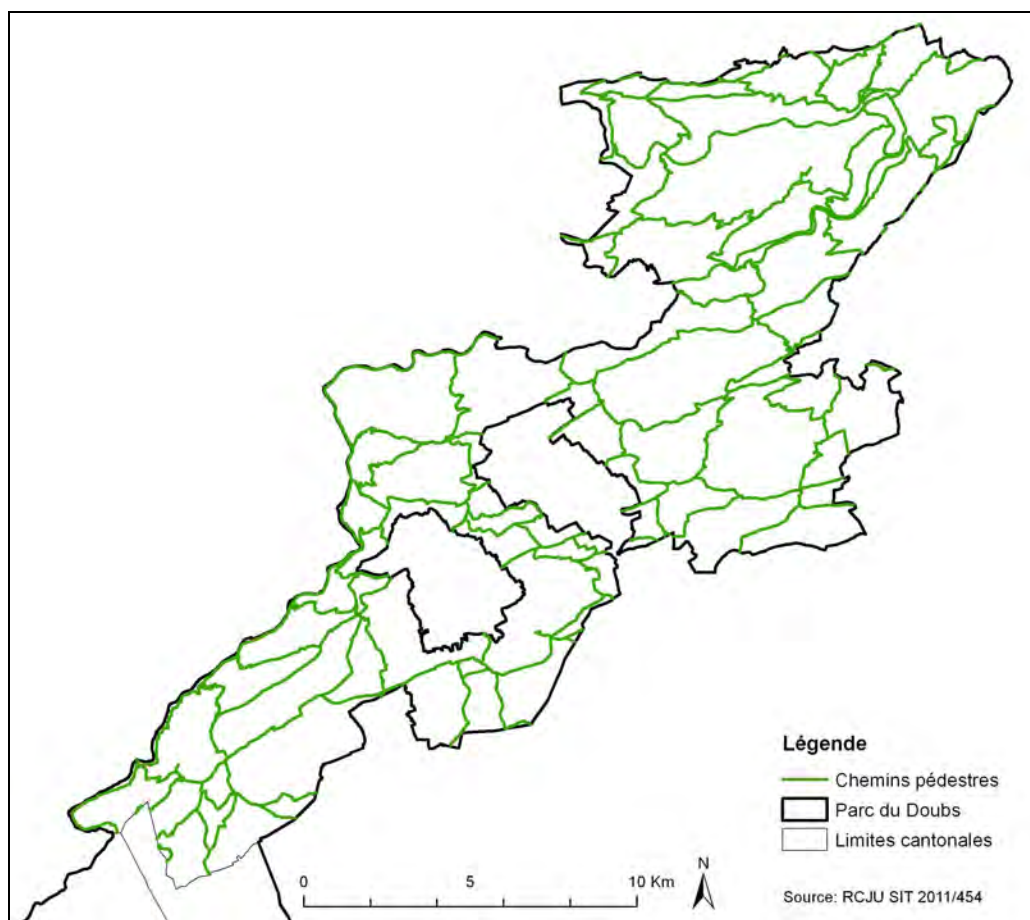 Légende
Chemins pédestres
Parc du Doubs
Limites cantonales
N
0 5 10 Km
Source: RCJU SIT 2011/454